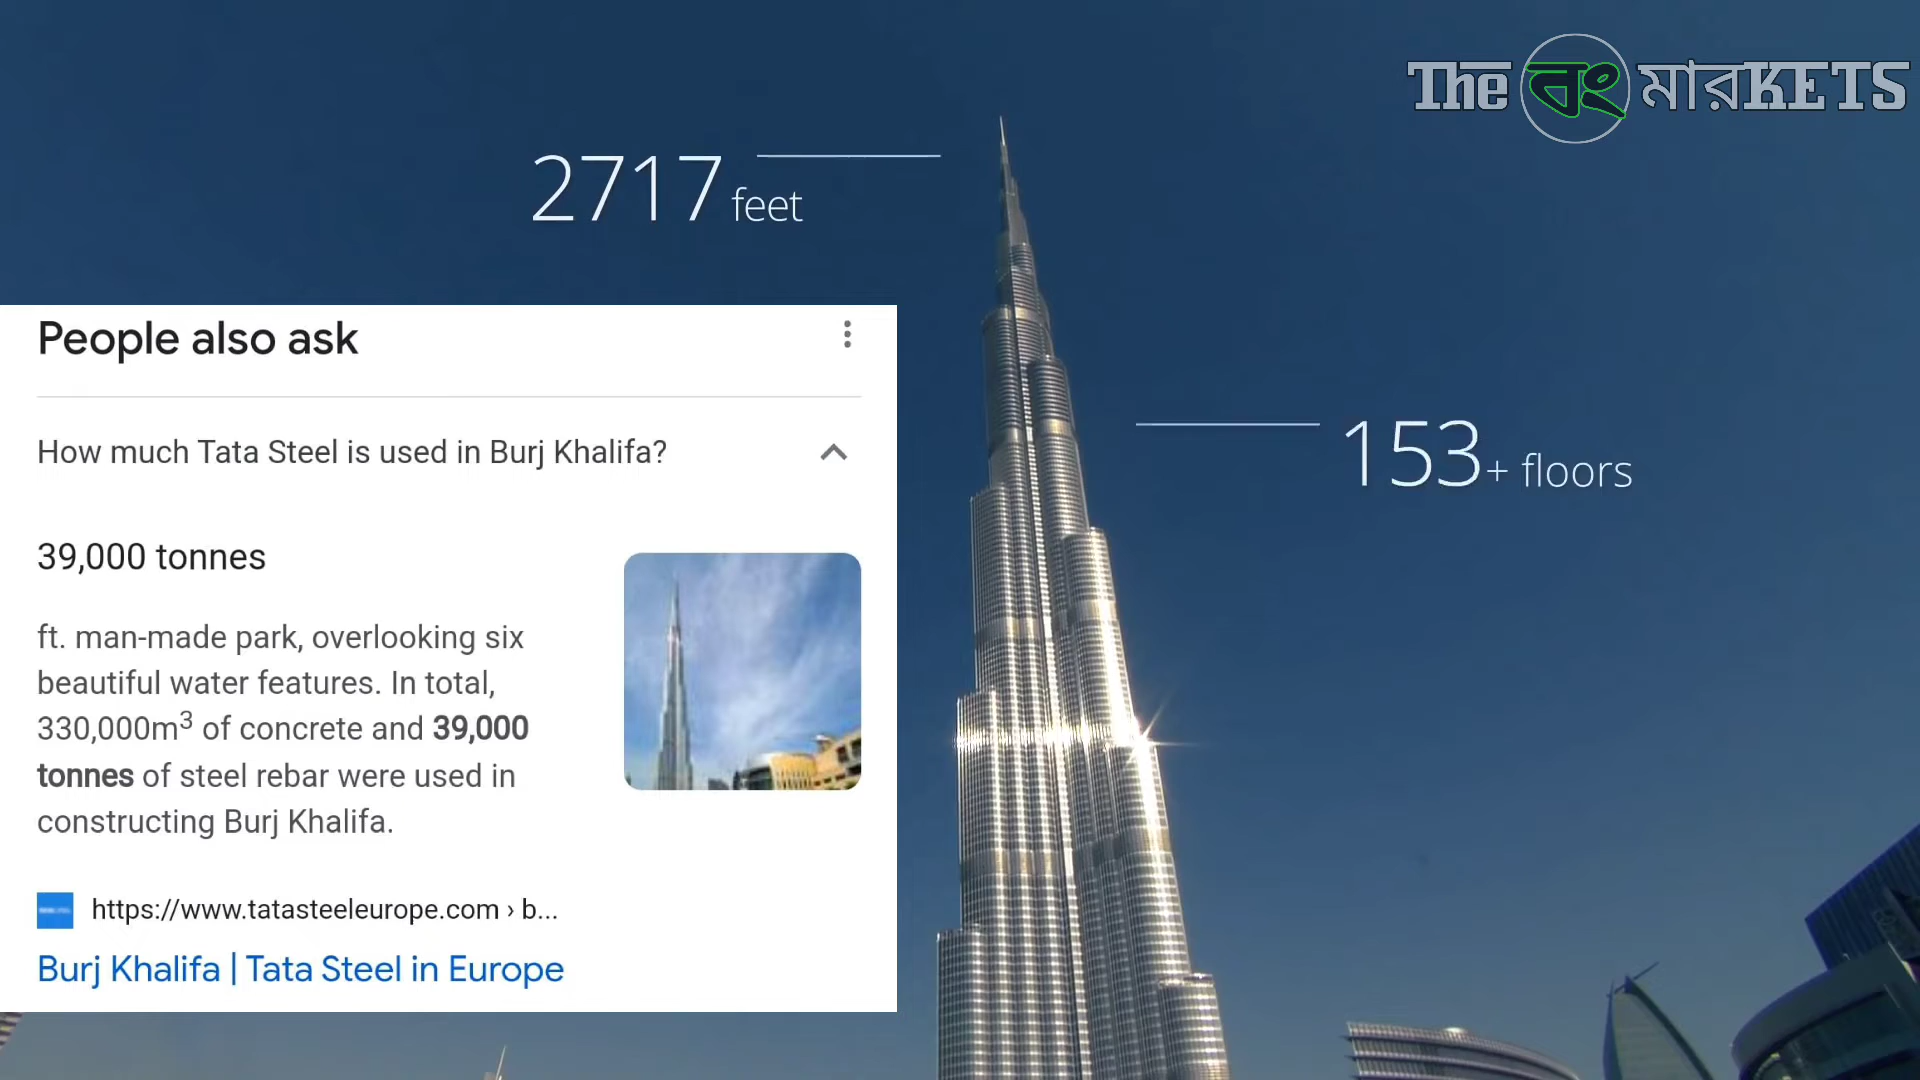 The বং মারKETS
2717 feet
153+ floors
People also ask
How much Tata Steel is used in Burj Khalifa?
39,000 tonnes
ft. man-made park, overlooking six
beautiful water features. In total,
330,000m³ of concrete and 39,000
tonnes of steel rebar were used in
constructing Burj Khalifa.
https://www.tatasteeleurope.com › b...
Burj Khalifa | Tata Steel in Europe